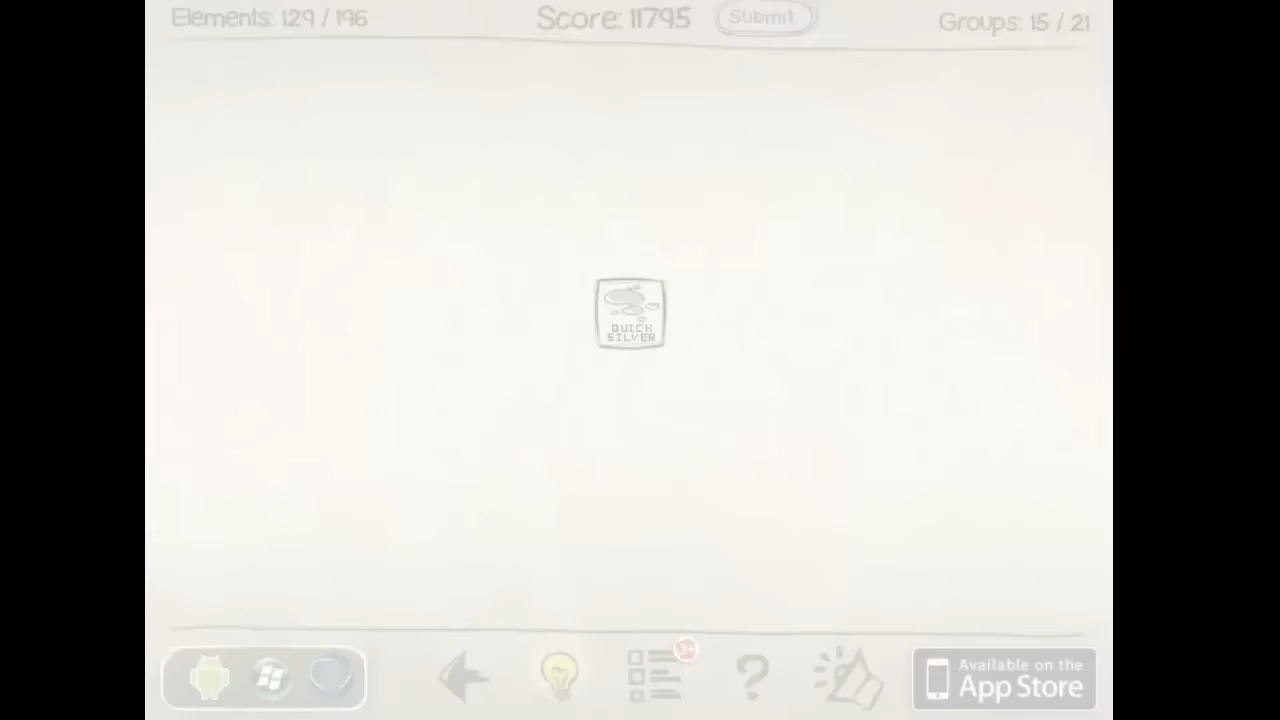 Elements: 129 / 196
Score: 11795
Submit
Groups: 15 / 21
QUICK
SILVER
?
Available on the
App Store